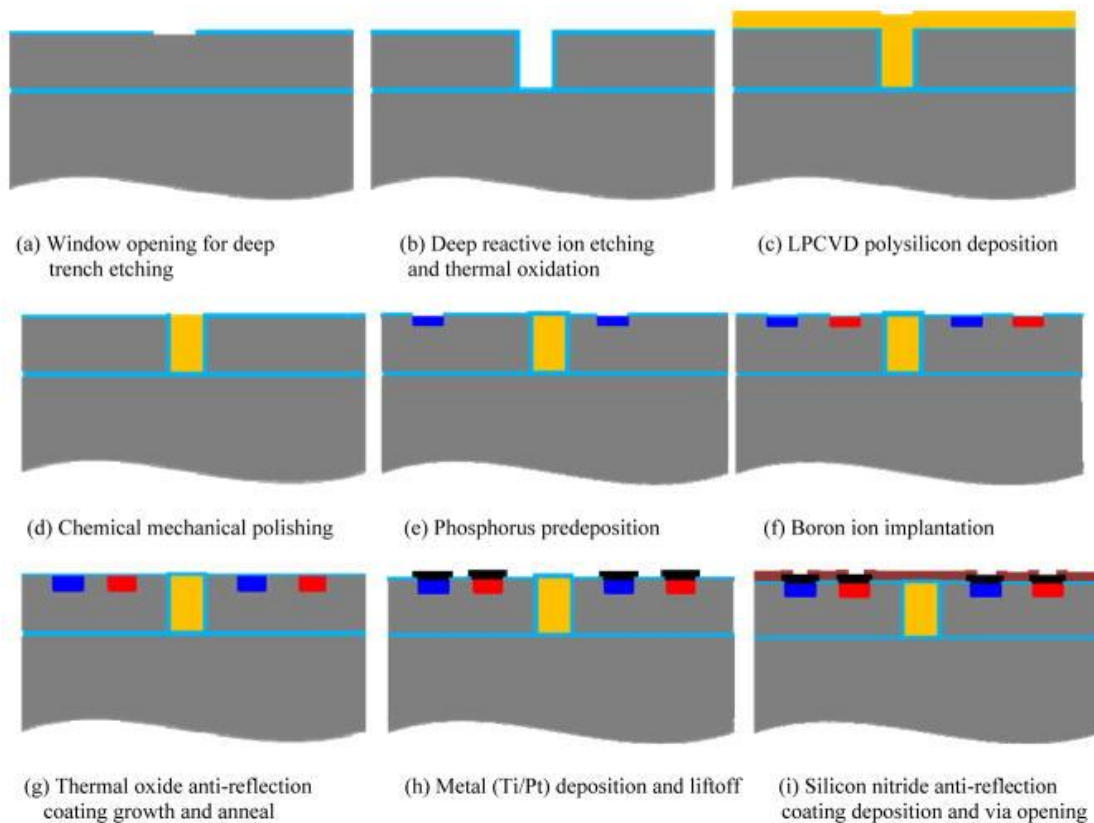 (a) Window opening for deep
trench etching
(b) Deep reactive ion etching
and thermal oxidation
(c) LPCVD polysilicon deposition
(d) Chemical mechanical polishing
(e) Phosphorus predeposition
(f) Boron ion implantation
(g) Thermal oxide anti-reflection
coating growth and anneal
(h) Metal (Ti/Pt) deposition and liftoff
(i) Silicon nitride anti-reflection
coating deposition and via opening